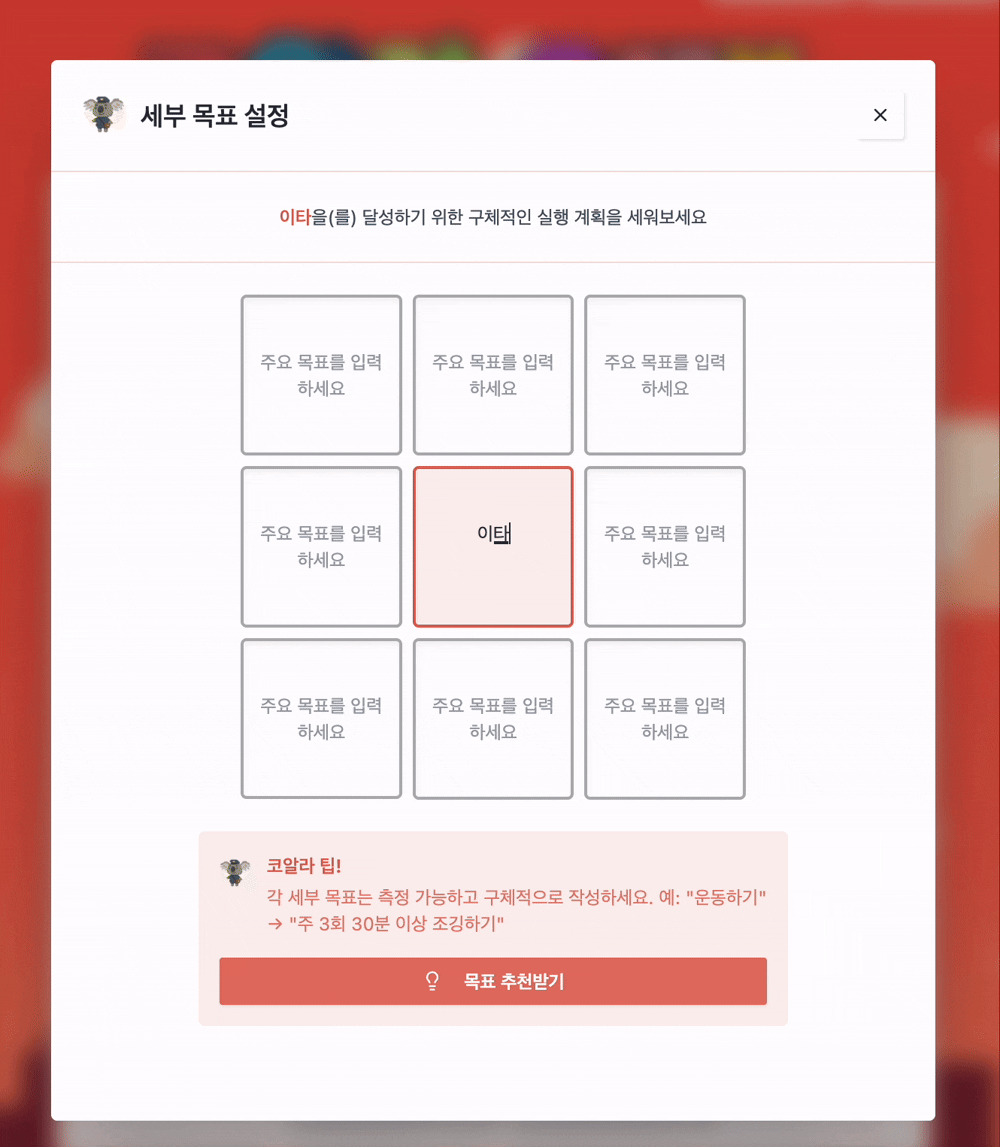 세부 목표 설정
이타을(를) 달성하기 위한 구체적인 실행 계획을 세워보세요
주요 목표를 입력
하세요
주요 목표를 입력
하세요
주요 목표를 입력
하세요
주요 목표를 입력
하세요
이태
주요 목표를 입력
하세요
주요 목표를 입력
하세요
주요 목표를 입력
하세요
주요 목표를 입력
하세요
코알라 팁!
각 세부 목표는 측정 가능하고 구체적으로 작성하세요. 예: "운동하기"
→ "주 3회 30분 이상 조깅하기"
목표 추천받기